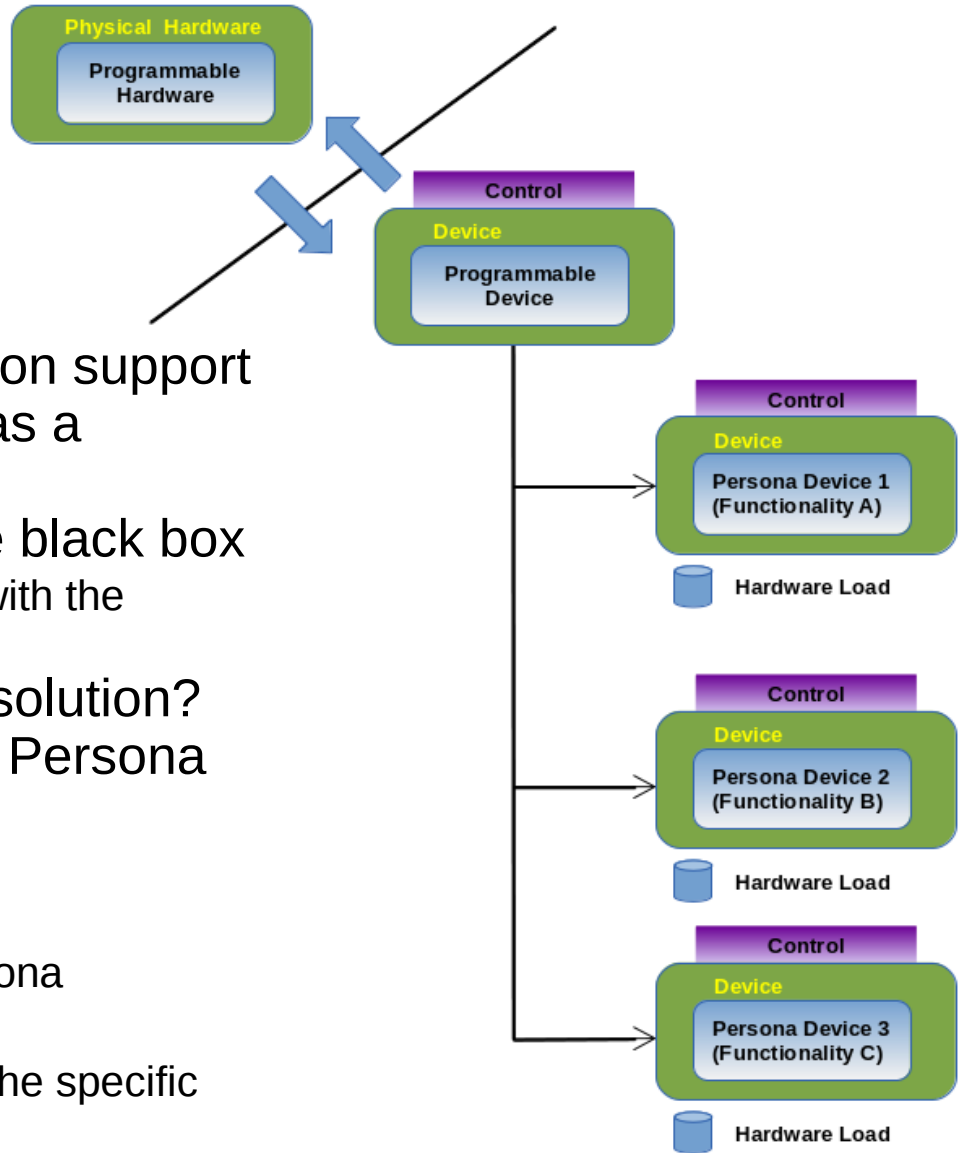 Physical Hardware
Programmable
Hardware
Control
Device
Programmable
Device
on support
as a
black box
with the
solution?
Persona
ona
he specific
Control
Device
Persona Device 1
(Functionality A)
Hardware Load
Control
Device
Persona Device 2
(Functionality B)
Hardware Load
Control
Device
Persona Device 3
(Functionality C)
Hardware Load